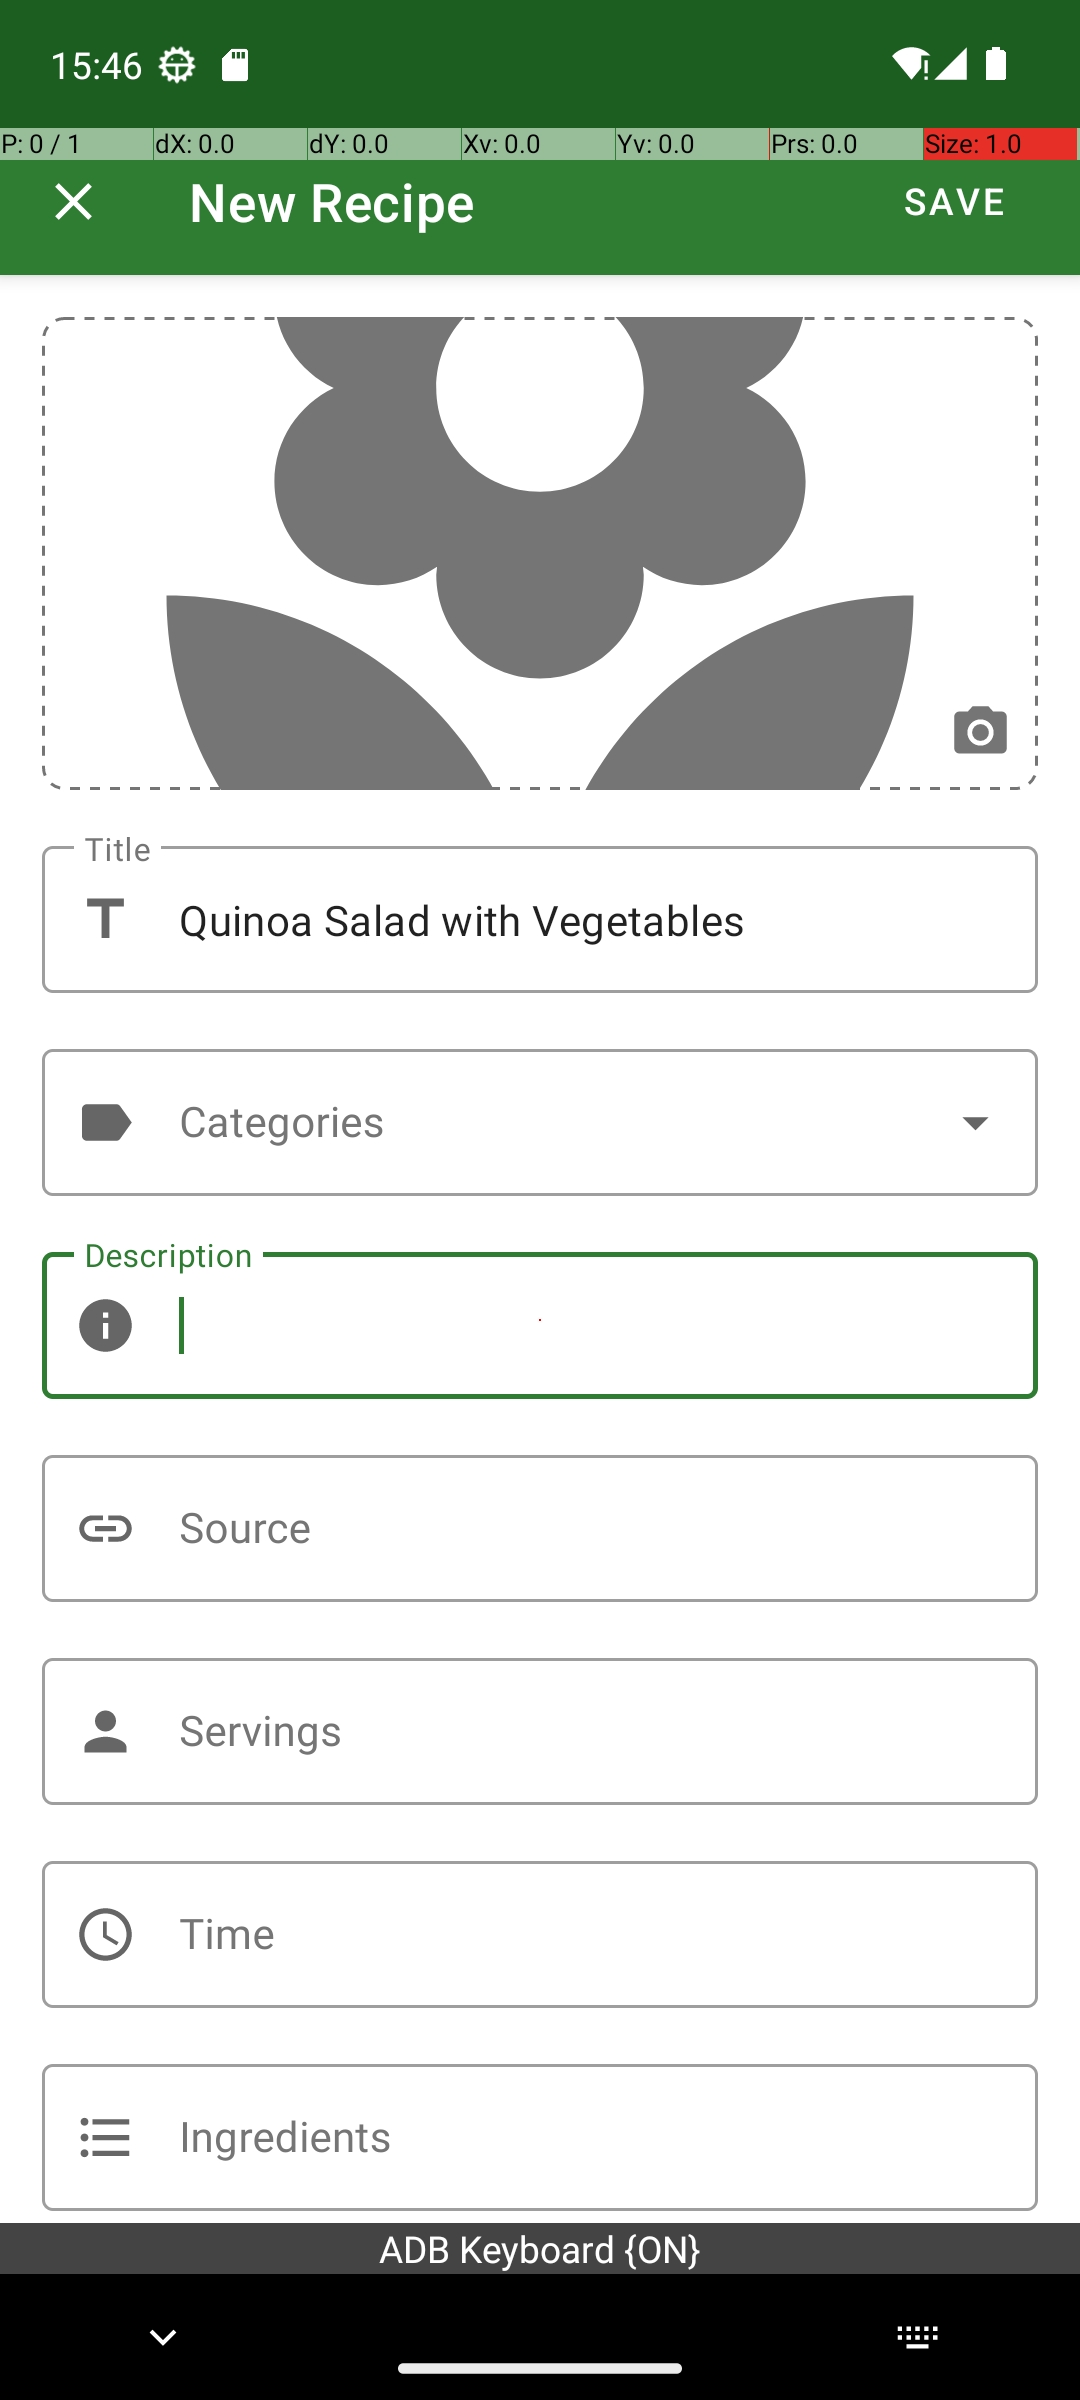 15:46
P: 0 / 1 dX: 0.0 dY: 0.0 Xv: 0.0 Yv: 0.0 Prs: 0.0 Size: 1.0
New Recipe SAVE
Title
Quinoa Salad with Vegetables
Categories
Description
Source
Servings
Time
Ingredients
ADB Keyboard {ON}